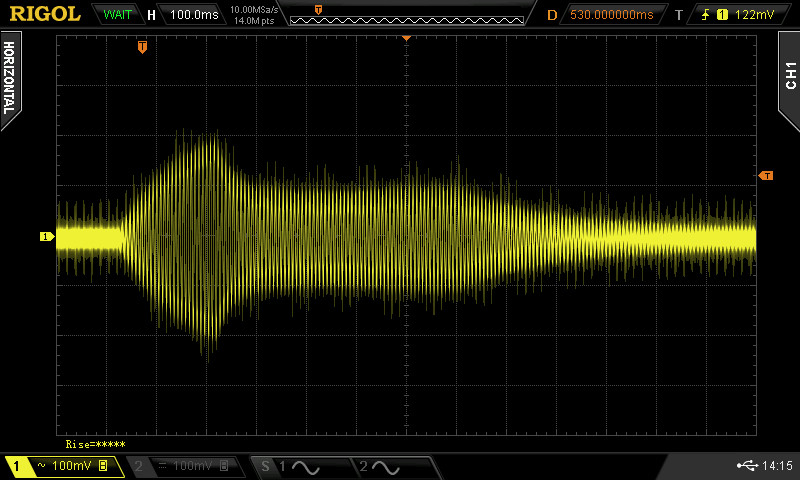 RIGOL WAIT H 100.0ms 10.00MSa/s D 530.000000ms T 1 122mV
14.0M pts
T
T
HORIZONTAL
CH1
T
1
Rise=*****
1 ~ 100mV 2 = 100mV S 1 2 14:15